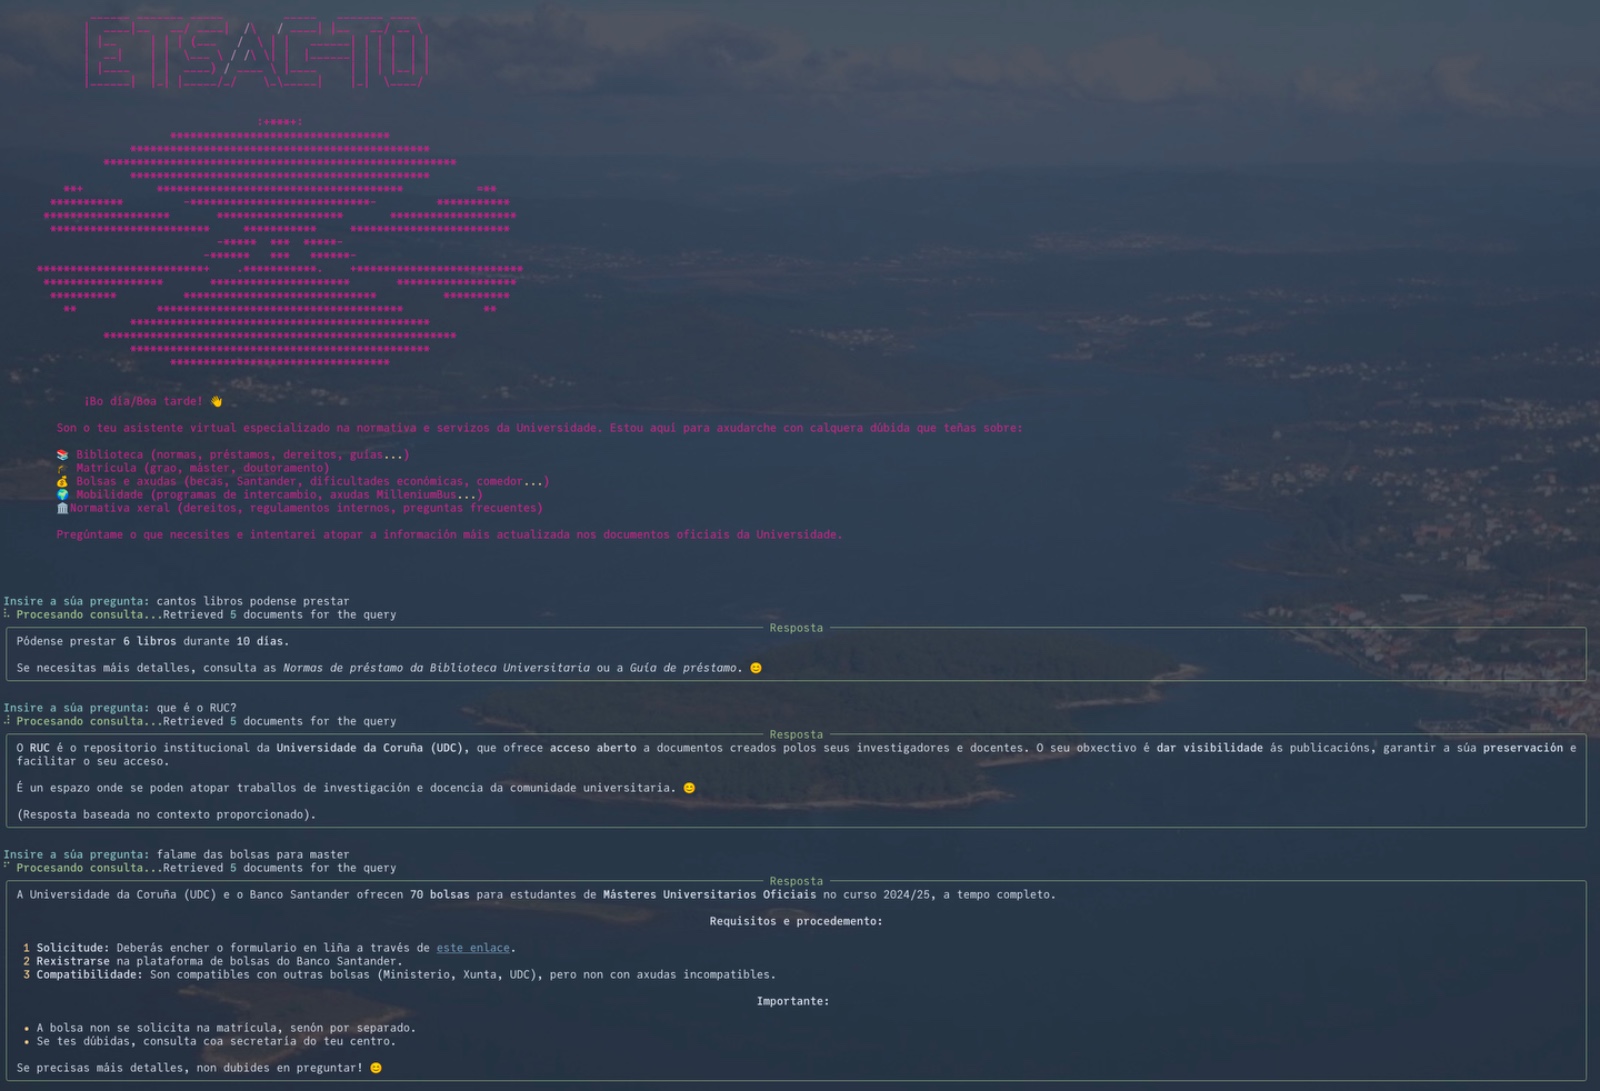 ETSACTO
¡Bo día/Boa tarde! 👋
Son o teu asistente virtual especializado na normativa e servizos da Universidade. Estou aquí para axudarche con calquera dúbida que teñas sobre:
📚 Biblioteca (normas, préstamos, dereitos, guías...)
🎓 Matrícula (grao, máster, doutoramento)
💰 Bolsas e axudas (becas, Santander, dificultades económicas, comedor...)
🌍 Mobilidade (programas de intercambio, axudas MilleniumBus...)
🏛️Normativa xeral (dereitos, regulamentos internos, preguntas frecuentes)
Pregúntame o que necesites e intentarei atopar a información máis actualizada nos documentos oficiais da Universidade.
Insire a súa pregunta: cantos libros podense prestar
Procesando consulta...Retrieved 5 documents for the query
Resposta
Pódense prestar 6 libros durante 10 días.
Se necesitas máis detalles, consulta as Normas de préstamo da Biblioteca Universitaria ou a Guía de préstamo. 😊
Insire a súa pregunta: que é o RUC?
Procesando consulta...Retrieved 5 documents for the query
Resposta
O RUC é o repositorio institucional da Universidade da Coruña (UDC), que ofrece acceso aberto a documentos creados polos seus investigadores e docentes. O seu obxectivo é dar visibilidade ás publicacións, garantir a súa preservación e
facilitar o seu acceso.
É un espazo onde se poden atopar traballos de investigación e docencia da comunidade universitaria. 😊
(Resposta baseada no contexto proporcionado).
Insire a súa pregunta: falame das bolsas para master
Procesando consulta...Retrieved 5 documents for the query
Resposta
A Universidade da Coruña (UDC) e o Banco Santander ofrecen 70 bolsas para estudantes de Másteres Universitarios Oficiais no curso 2024/25, a tempo completo.
Requisitos e procedemento:
1 Solicitude: Deberás encher o formulario en liña a través de este enlace.
2 Rexistrarse na plataforma de bolsas do Banco Santander.
3 Compatibilidade: Son compatibles con outras bolsas (Ministerio, Xunta, UDC), pero non con axudas incompatibles.
Importante:
• A bolsa non se solicita na matrícula, senón por separado.
• Se tes dúbidas, consulta coa secretaría do teu centro.
Se precisas máis detalles, non dubides en preguntar! 😊